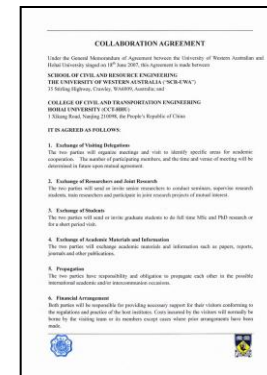 COLLABORATION AGREEMENT
Under the General Memorandum of Agreement between the University of Western Australia and
Hohai University singed on 18th June 2007, this Agreement is made between
SCHOOL OF CIVIL AND RESOURCE ENGINEERING
THE UNIVERSITY OF WESTERN AUSTRALIA ("SCR-UWA")
35 Stirling Highway, Crawley, WA6009, Australia; and
COLLEGE OF CIVIL AND TRANSPORTATION ENGINEERING
HOHAI UNIVERSITY (CCT-HHU)
1 Xikang Road, Nanjing 210098, the People's Republic of China
IT IS AGREED AS FOLLOWS:
1. Exchange of Visiting Delegations
The two parties will organize meetings and visit to identify specific areas for academic
cooperation. The number of participating members, and the time and venues of meeting will be
determined in future upon mutual agreement.
2. Exchange of Researchers and Joint Research
The two parties will send or invite senior researchers to conduct seminars, supervise research
students, train researchers and participate in joint research projects of mutual interest.
3. Exchange of Students
The two parties will send or invite graduate students to do full time MSc and PhD research or
for a short period visit.
4. Exchange of Academic Materials and Information
The two parties will exchange academic materials and information such as papers, reports,
journals and other publications.
5. Propagation
The two parties have responsibility and obligation to propagate each other in the possible
international academic and/or intercommunion occasions.
6. Financial Arrangement
Both parties will be responsible for providing necessary support for their visitors conforming to
the regulations and practice of the host institutes. Costs incurred by the visitors will normally be
borne by the visiting team or its members except where prior arrangements have been
made.